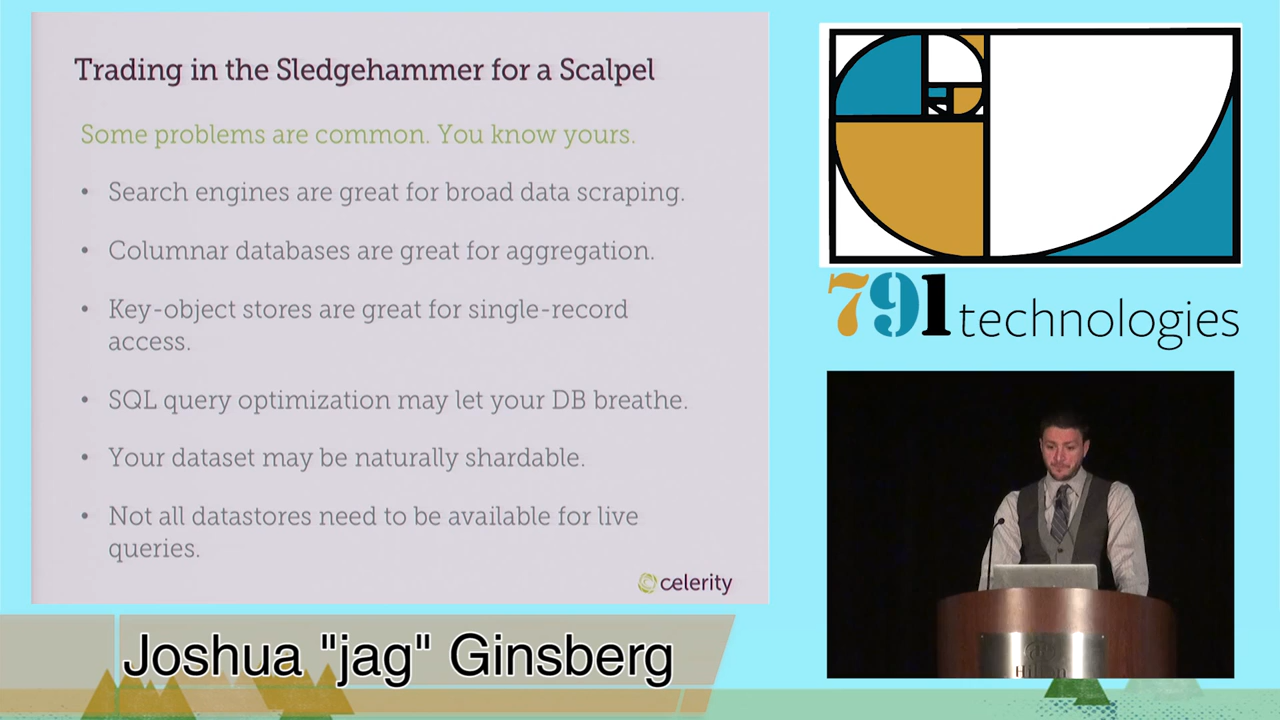 Trading in the Sledgehammer for a Scalpel
Some problems are common. You know yours.
• Search engines are great for broad data scraping.
• Columnar databases are great for aggregation.
• Key-object stores are great for single-record
access.
• SQL query optimization may let your DB breathe.
• Your dataset may be naturally shardable.
• Not all datastores need to be available for live
queries.
celerity
791 technologies
Hilton
Joshua "jag" Ginsberg